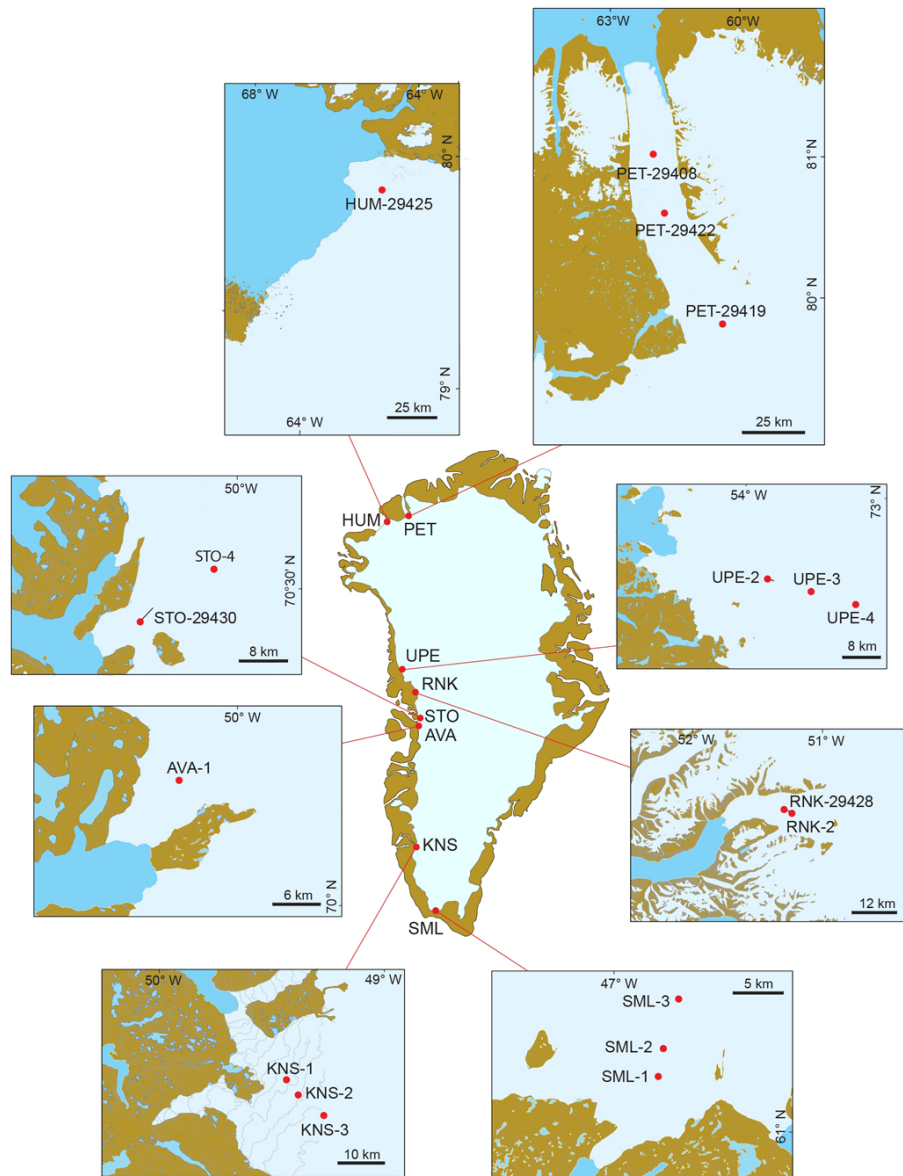 63° W
60° W
81° N
80° N
PET-29408
PET-29422
PET-29419
25 km
68° W
64° W
80° N
HUM-29425
79° N
64° W
25 km
HUM
PET
UPE
RNK
STO
AVA
KNS
SML
50°W
STO-4
70°30' N
STO-29430
8 km
54° W
73° N
UPE-2
UPE-3
UPE-4
8 km
50° W
AVA-1
6 km
70° N
52° W
51° W
RNK-29428
RNK-2
12 km
50° W
49° W
KNS-1
KNS-2
KNS-3
10 km
47° W
5 km
SML-3
SML-2
SML-1
61° N